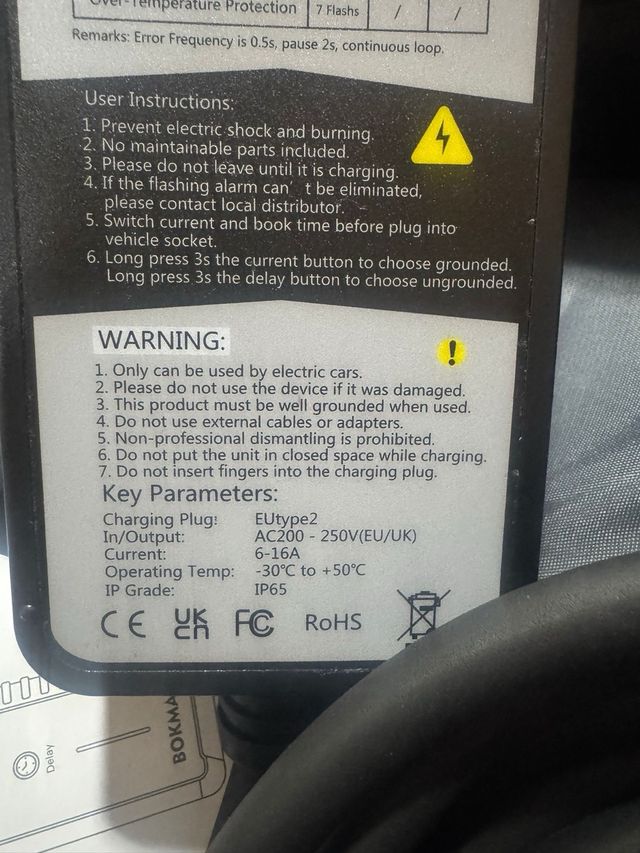 Over-Temperature Protection 7 Flashs / /
Remarks: Error Frequency is 0.5s, pause 2s, continuous loop.
User Instructions:
1. Prevent electric shock and burning.
2. No maintainable parts included.
3. Please do not leave until it is charging.
4. If the flashing alarm can't be eliminated,
please contact local distributor.
5. Switch current and book time before plug into
vehicle socket.
6. Long press 3s the current button to choose grounded.
Long press 3s the delay button to choose ungrounded.
WARNING:
1. Only can be used by electric cars.
2. Please do not use the device if it was damaged.
3. This product must be well grounded when used.
4. Do not use external cables or adapters.
5. Non-professional dismantling is prohibited.
6. Do not put the unit in closed space while charging.
7. Do not insert fingers into the charging plug.
Key Parameters:
Charging Plug: EUtype2
In/Output: AC200 - 250V(EU/UK)
Current: 6-16A
Operating Temp: -30℃ to +50℃
IP Grade: IP65
CE UKCA FC RoHS
Delay
BOKMA